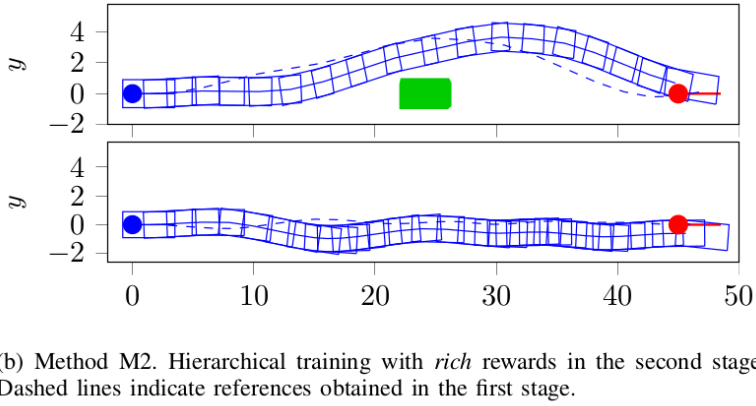 4
2
0
−2
y
4
2
0
−2
y
0 10 20 30 40 50
(b) Method M2. Hierarchical training with rich rewards in the second stage
Dashed lines indicate references obtained in the first stage.